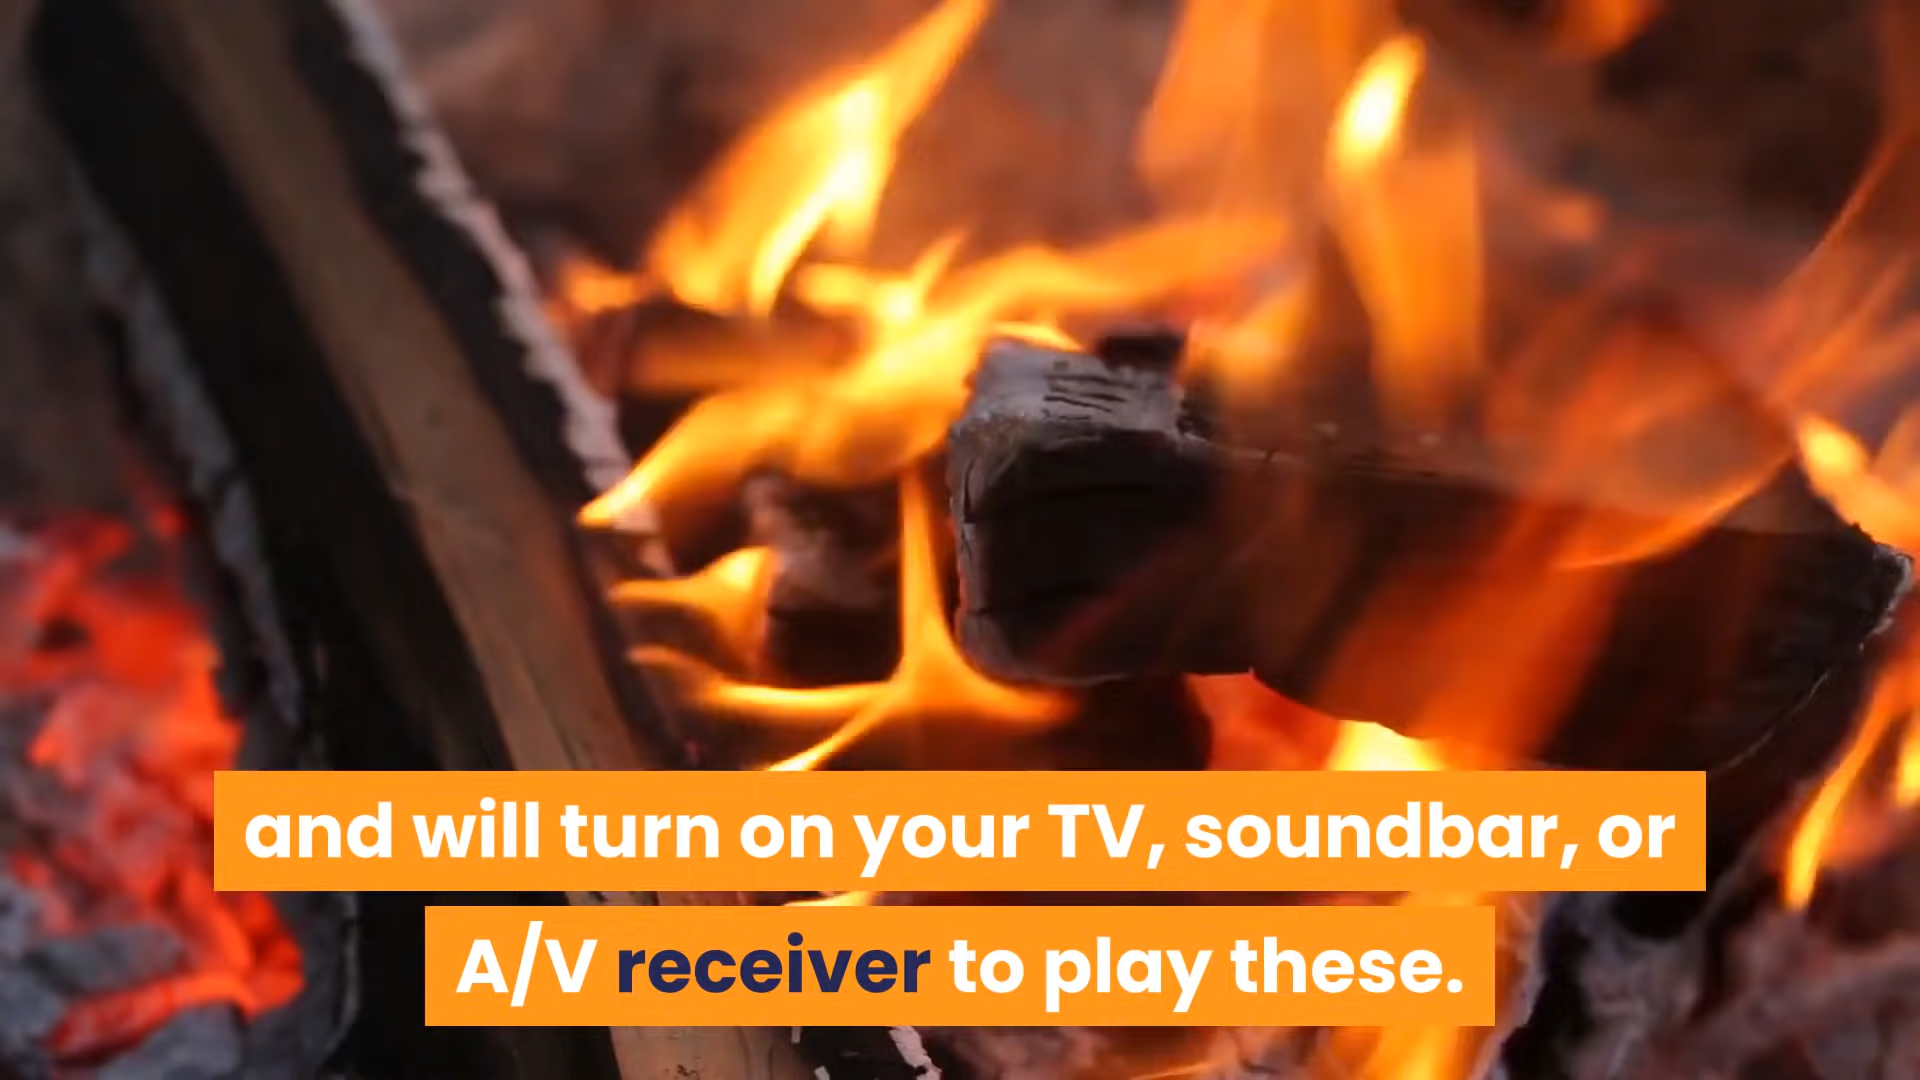 and will turn on your TV, soundbar, or
A/V receiver to play these.